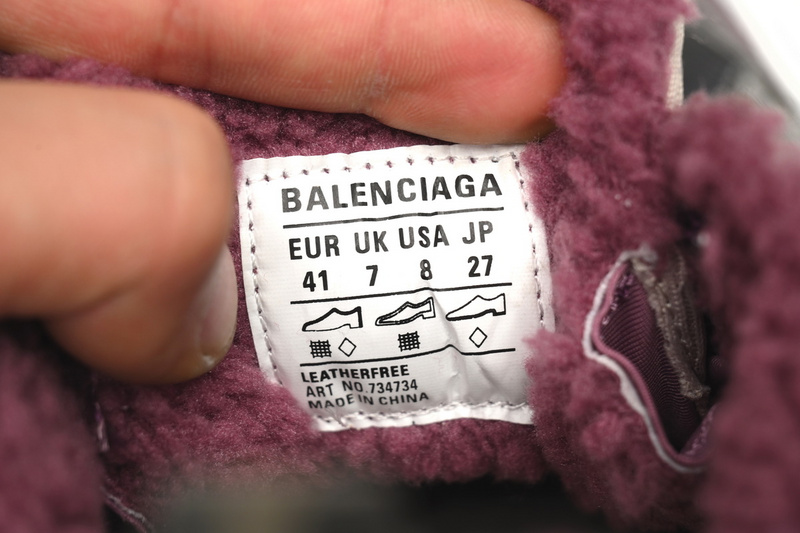 BALENCIAGA
EUR UK USA JP
41 7 8 27
LEATHERFREE
ART NO.734734
MADE IN CHINA